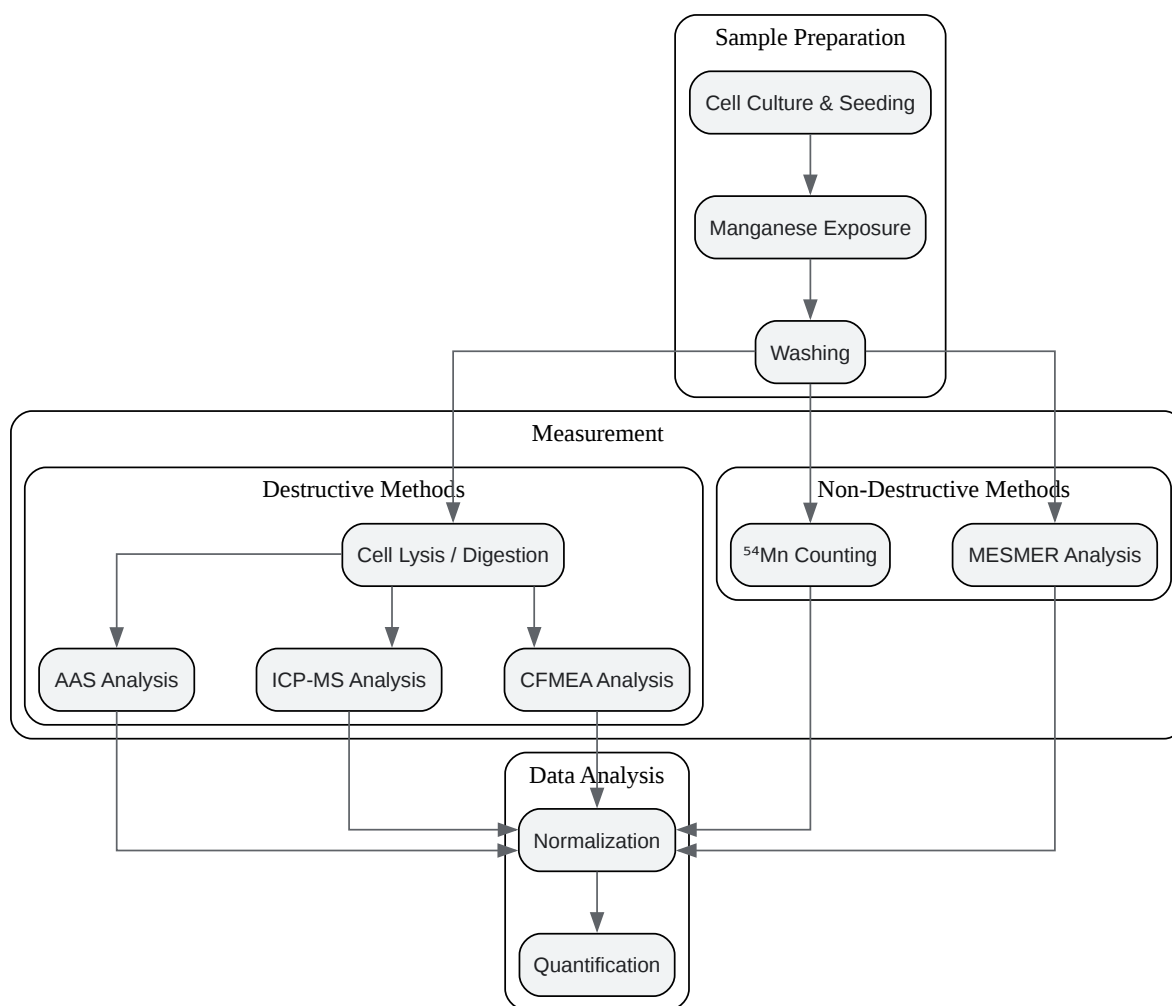 Sample Preparation
Cell Culture & Seeding
Manganese Exposure
Washing
Measurement
Destructive Methods
Non-Destructive Methods
Cell Lysis / Digestion
⁵⁴Mn Counting
MESMER Analysis
AAS Analysis
ICP-MS Analysis
CFMEA Analysis
Data Analysis
Normalization
Quantification